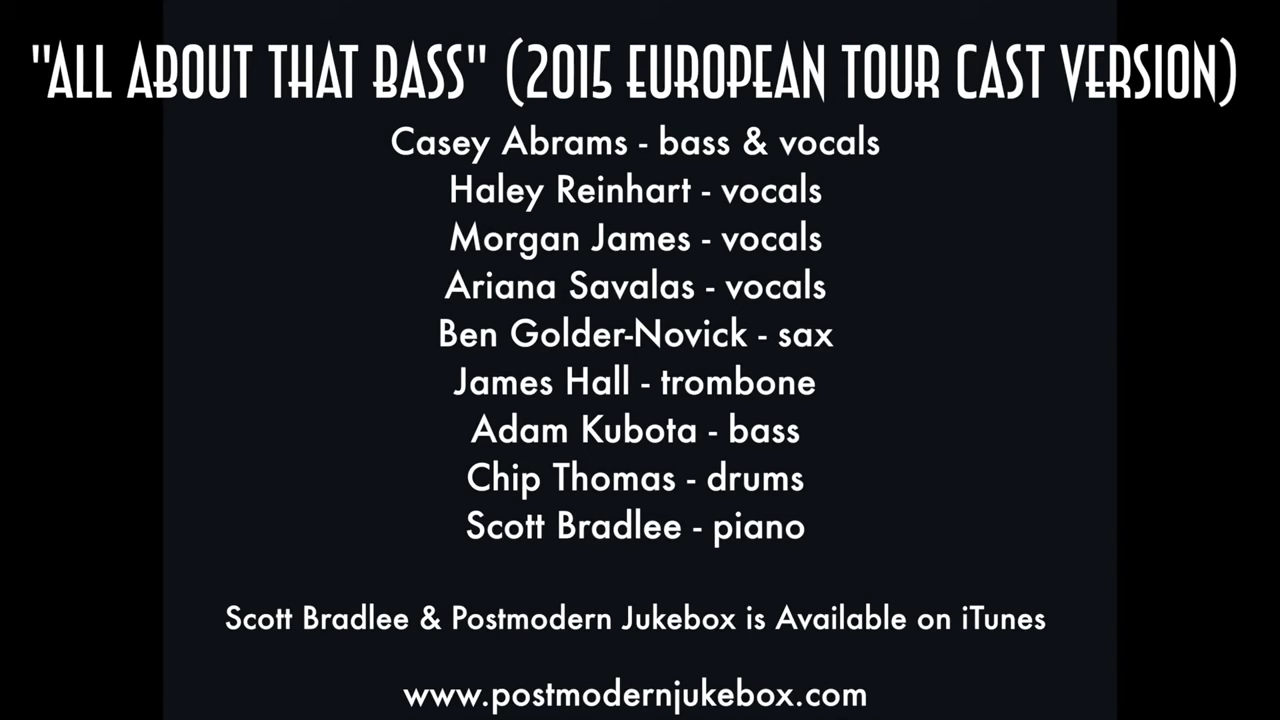 "ALL ABOUT THAT BASS" (2015 EUROPEAN TOUR CAST VERSION)
Casey Abrams - bass & vocals
Haley Reinhart - vocals
Morgan James - vocals
Ariana Savalas - vocals
Ben Golder-Novick - sax
James Hall - trombone
Adam Kubota - bass
Chip Thomas - drums
Scott Bradlee - piano
Scott Bradlee & Postmodern Jukebox is Available on iTunes
www.postmodernjukebox.com